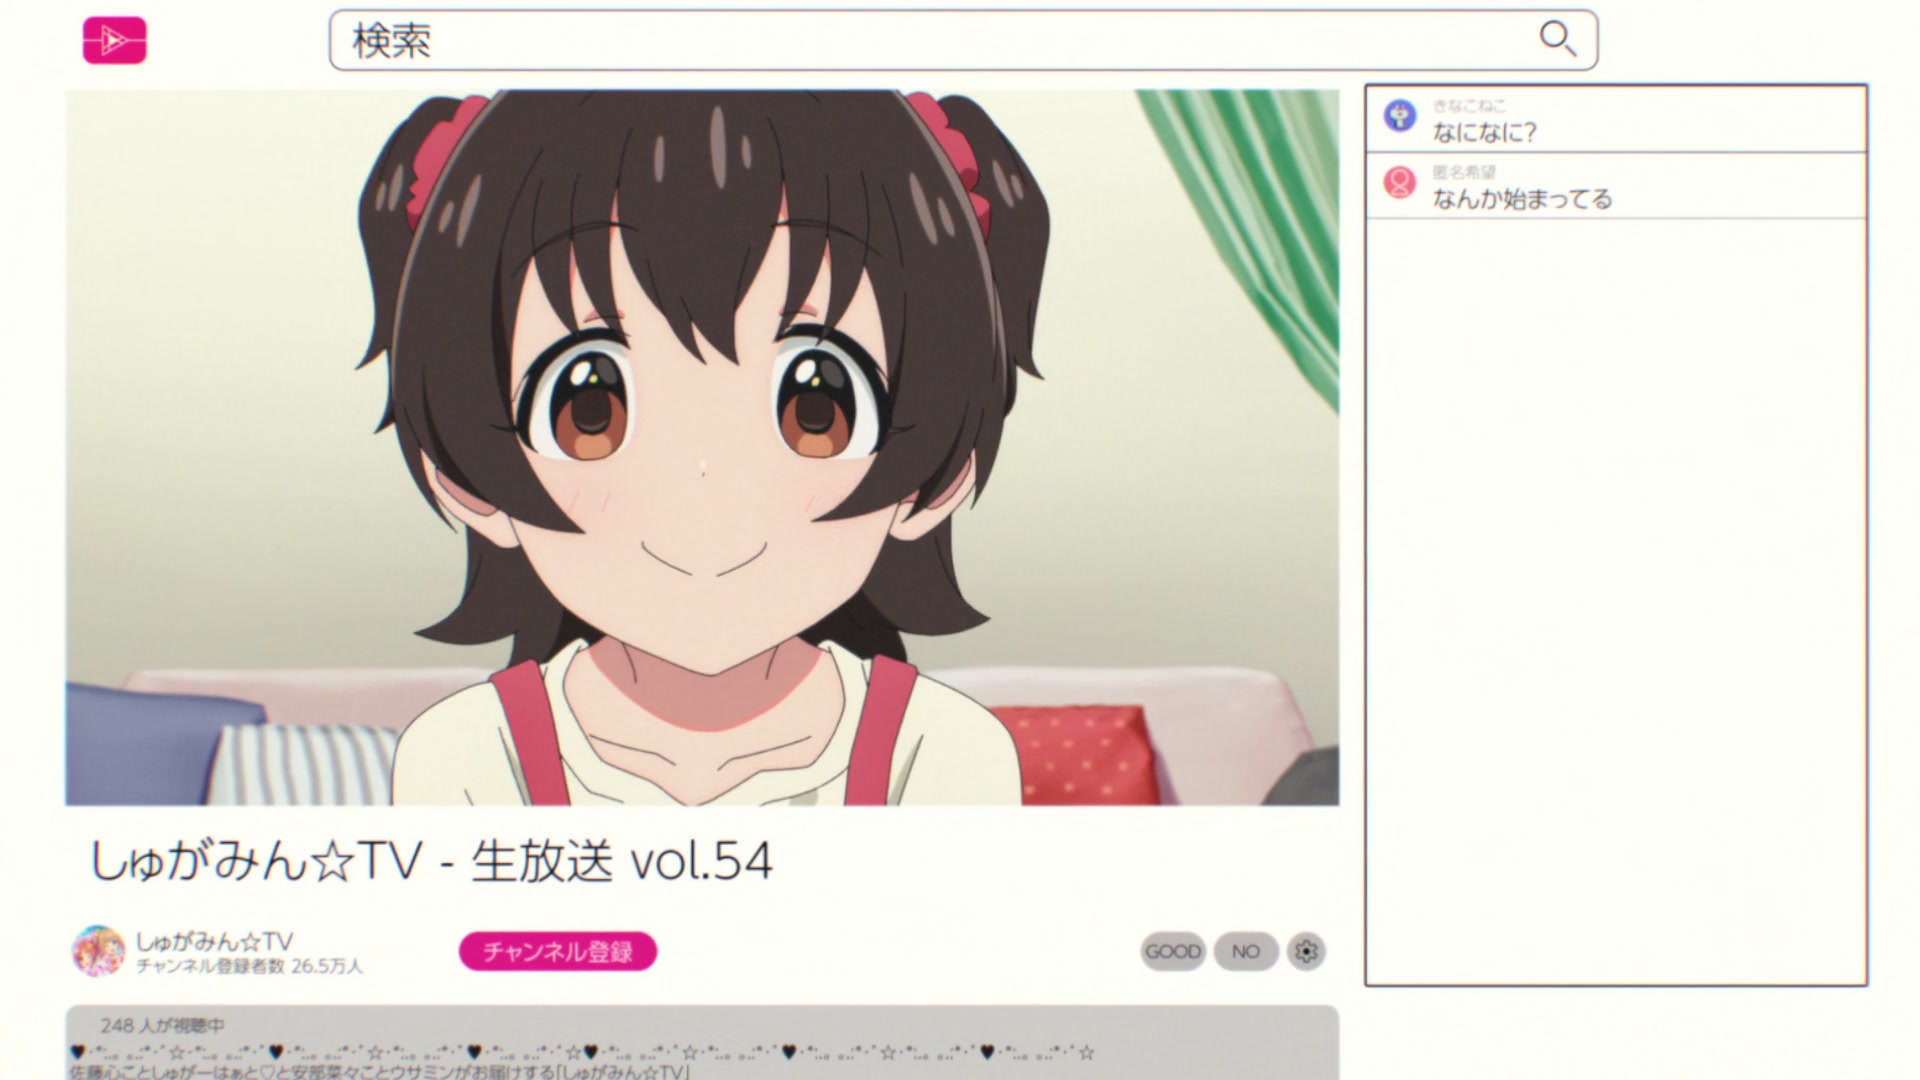 検索
きなこねこ
なになに?
匿名希望
なんか始まってる
しゅがみん☆TV - 生放送 vol.54
しゅがみん☆TV
チャンネル登録者数 26.5万人
チャンネル登録
GOOD
NO
248 人が視聴中
佐藤心ことしゅがーはぁと♡と安部菜々ことウサミンがお届けする「しゅがみん☆TV」